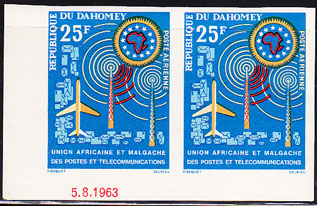 REPUBLIQUE DU DAHOMEY
25F
POSTE AERIENNE
UNION AFRICAINE ET MALGACHE
DES POSTES ET TELECOMMUNICATIONS
REPUBLIQUE DU DAHOMEY
25F
POSTE AERIENNE
UNION AFRICAINE ET MALGACHE
DES POSTES ET TELECOMMUNICATIONS
5.8.1963